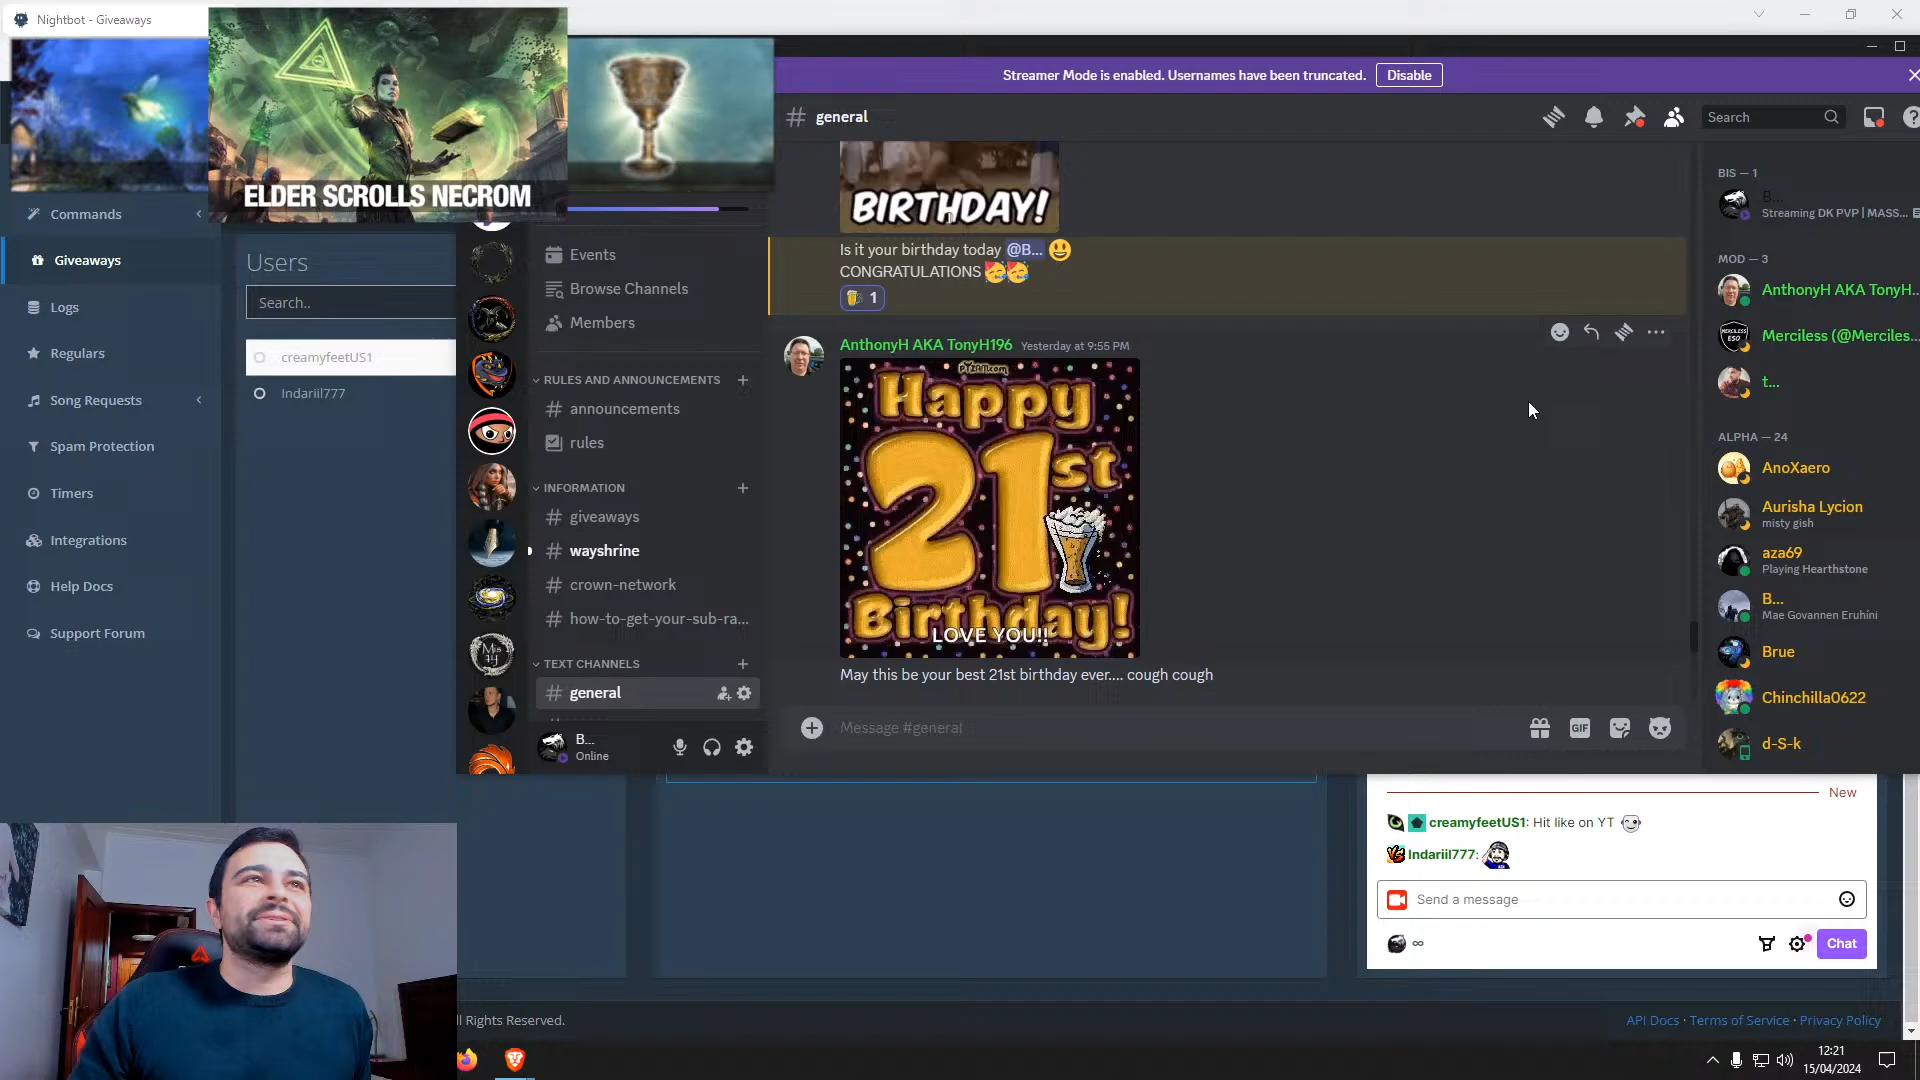 Nightbot - Giveaways
ELDER SCROLLS NECROM
Commands
Giveaways
Logs
Regulars
Song Requests
Spam Protection
Timers
Integrations
Help Docs
Support Forum
Users
Search..
creamyfeetUS1
Indariil777
Events
Browse Channels
Members
RULES AND ANNOUNCEMENTS
# announcements
rules
INFORMATION
# giveaways
# wayshrine
# crown-network
# how-to-get-your-sub-ra...
TEXT CHANNELS
# general
B...
Online
Streamer Mode is enabled. Usernames have been truncated.
Disable
# general
Search
BIRTHDAY!
Is it your birthday today @B... 😃
CONGRATULATIONS 🥳🥳
🍺 1
AnthonyH AKA TonyH196 Yesterday at 9:55 PM
PYZAM.com
Happy
21st
Birthday!
LOVE YOU!!
May this be your best 21st birthday ever.... cough cough
Message #general
GIF
BIS — 1
B...
Streaming DK PVP | MASS...
MOD — 3
AnthonyH AKA TonyH...
MERCILESS
ESO
Merciless (@Merciles...
t...
ALPHA — 24
AnoXaero
Aurisha Lycion
misty gish
aza69
Playing Hearthstone
B...
Mae Govannen Eruhíni
Brue
Chinchilla0622
d-S-k
New
creamyfeetUS1: Hit like on YT
Indariil777:
Send a message
∞
Chat
ll Rights Reserved.
API Docs · Terms of Service · Privacy Policy
12:21
15/04/2024